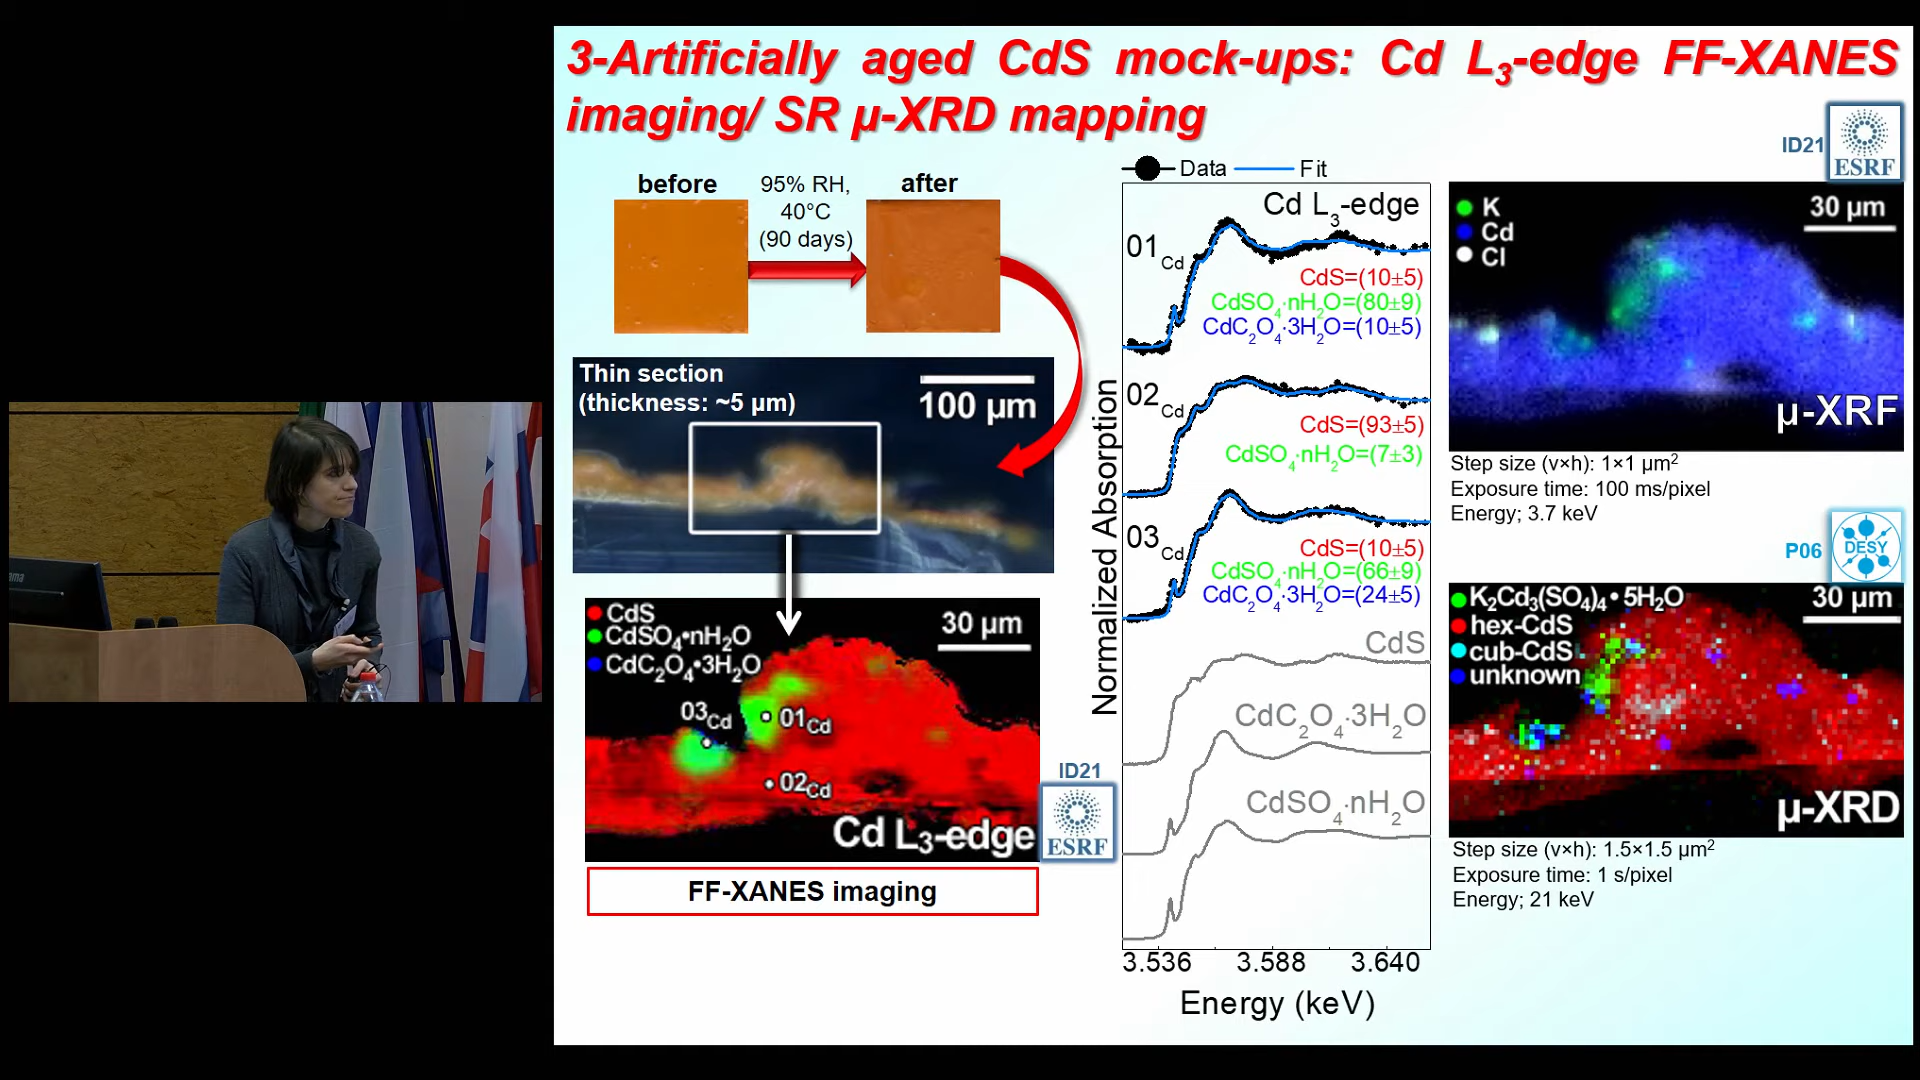 3-Artificially aged CdS mock-ups: Cd L3-edge FF-XANES
imaging/ SR µ-XRD mapping
before
95% RH,
40°C
(90 days)
after
Thin section
(thickness: ~5 µm)
100 µm
CdS
CdSO4•nH2O
CdC2O4•3H2O
30 µm
03Cd
01Cd
02Cd
Cd L3-edge
ID21
ESRF
FF-XANES imaging
Data
Fit
Cd L3-edge
01Cd
CdS=(10±5)
CdSO4·nH2O=(80±9)
CdC2O4·3H2O=(10±5)
02Cd
CdS=(93±5)
CdSO4·nH2O=(7±3)
03Cd
CdS=(10±5)
CdSO4·nH2O=(66±9)
CdC2O4·3H2O=(24±5)
CdS
CdC2O4·3H2O
CdSO4·nH2O
Normalized Absorption
3.536 3.588 3.640
Energy (keV)
ID21
ESRF
K
Cd
Cl
30 µm
µ-XRF
Step size (v×h): 1×1 µm2
Exposure time: 100 ms/pixel
Energy; 3.7 keV
P06
DESY
K2Cd3(SO4)4•5H2O
hex-CdS
cub-CdS
unknown
30 µm
µ-XRD
Step size (v×h): 1.5×1.5 µm2
Exposure time: 1 s/pixel
Energy; 21 keV